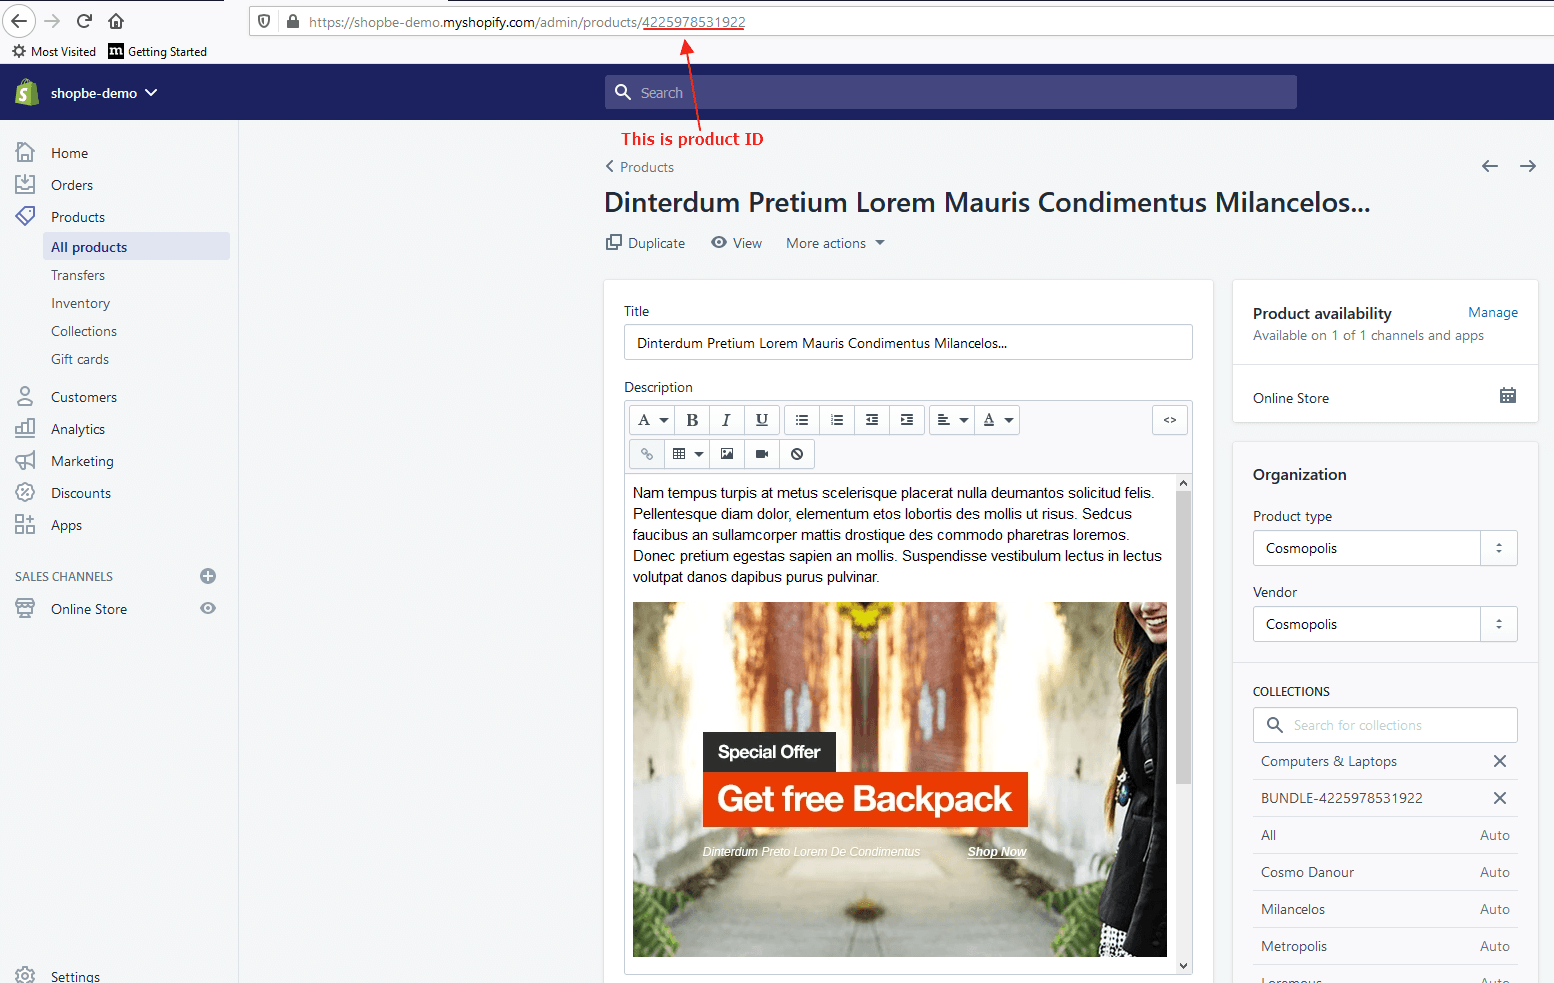 https://shopbe-demo.myshopify.com/admin/products/4225978531922
Most Visited
Getting Started
shopbe-demo
Search
This is product ID
Home
Orders
Products
All products
Transfers
Inventory
Collections
Gift cards
Customers
Analytics
Marketing
Discounts
Apps
SALES CHANNELS
Online Store
Settings
Products
Dinterdum Pretium Lorem Mauris Condimentus Milancelos...
Duplicate
View
More actions
Title
Dinterdum Pretium Lorem Mauris Condimentus Milancelos...
Description
A B I U
A
<>
Nam tempus turpis at metus scelerisque placerat nulla deumantos solicitud felis.
Pellentesque diam dolor, elementum etos lobortis des mollis ut risus. Sedcus
faucibus an sullamcorper mattis drostique des commodo pharetras loremos.
Donec pretium egestas sapien an mollis. Suspendisse vestibulum lectus in lectus
volutpat danos dapibus purus pulvinar.
Special Offer
Get free Backpack
Dinterdum Preto Lorem De Condimentus Shop Now
Product availability Manage
Available on 1 of 1 channels and apps
Online Store
Organization
Product type
Cosmopolis
Vendor
Cosmopolis
COLLECTIONS
Search for collections
Computers & Laptops
BUNDLE-4225978531922
All Auto
Cosmo Danour Auto
Milancelos Auto
Metropolis Auto
Loremous Auto